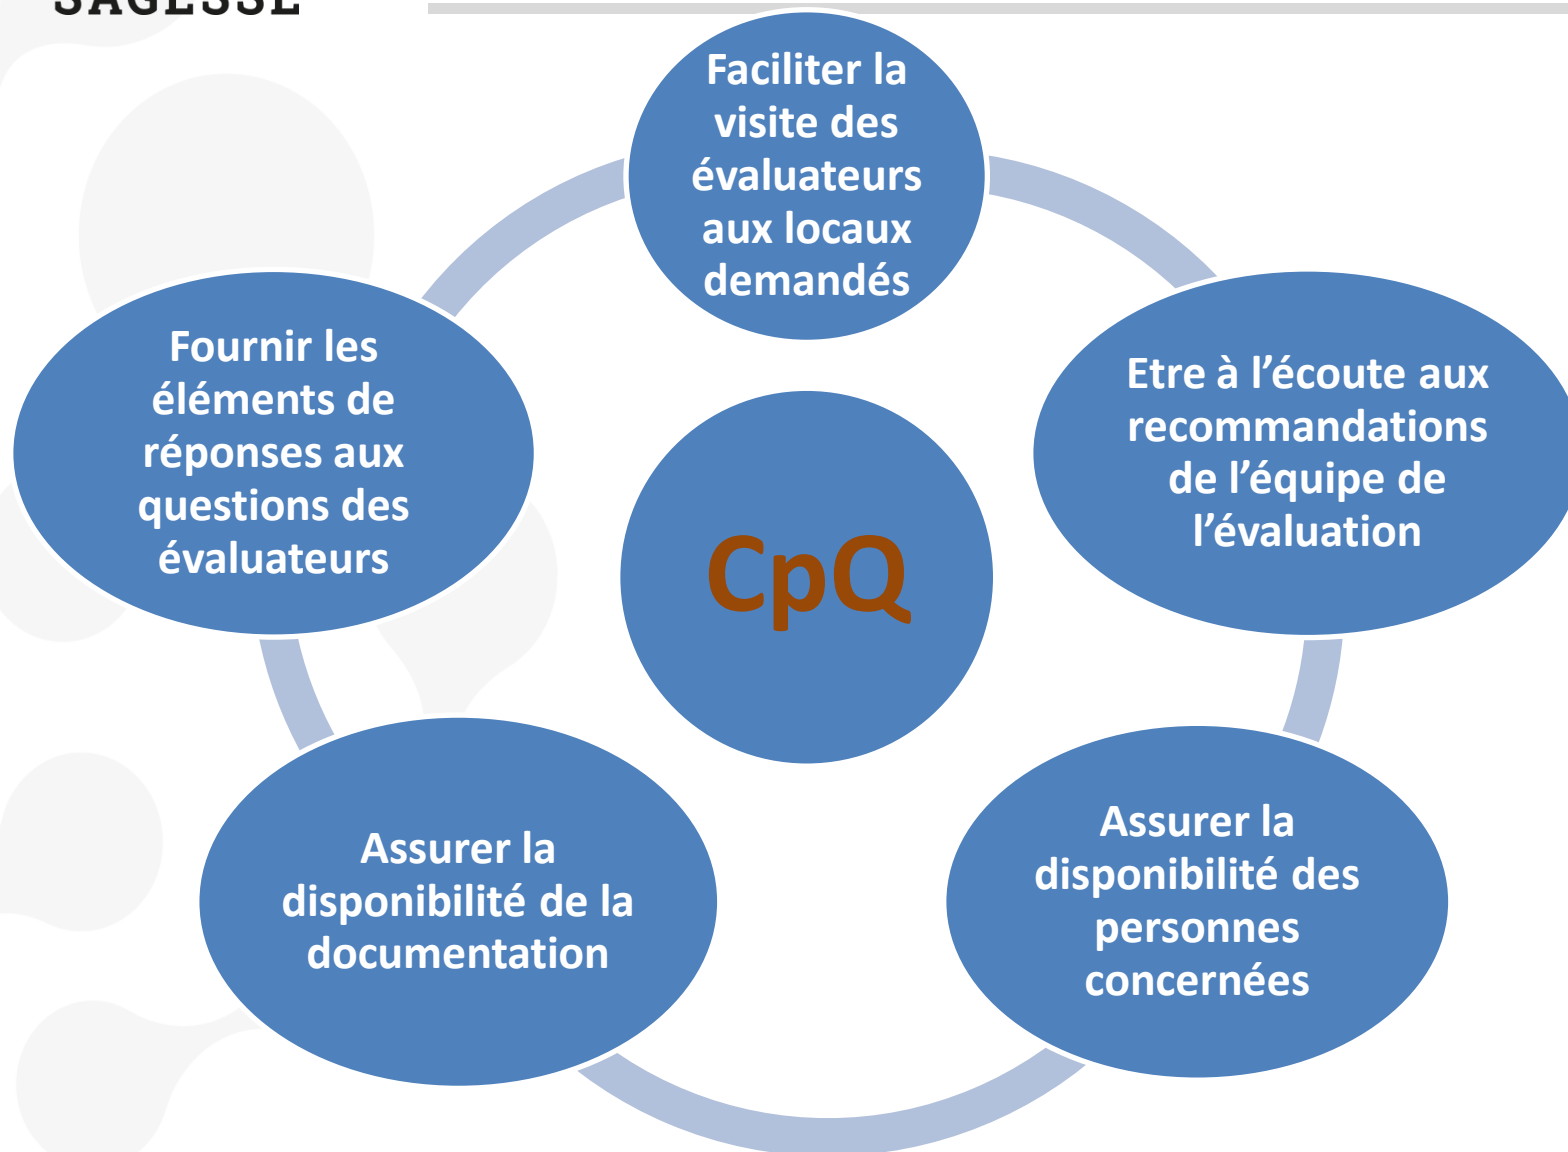 SAGESSE
Faciliter la
visite des
évaluateurs
aux locaux
demandés
Etre à l’écoute aux
recommandations
de l’équipe de
l’évaluation
Assurer la
disponibilité des
personnes
concernées
Assurer la
disponibilité de la
documentation
Fournir les
éléments de
réponses aux
questions des
évaluateurs
CpQ